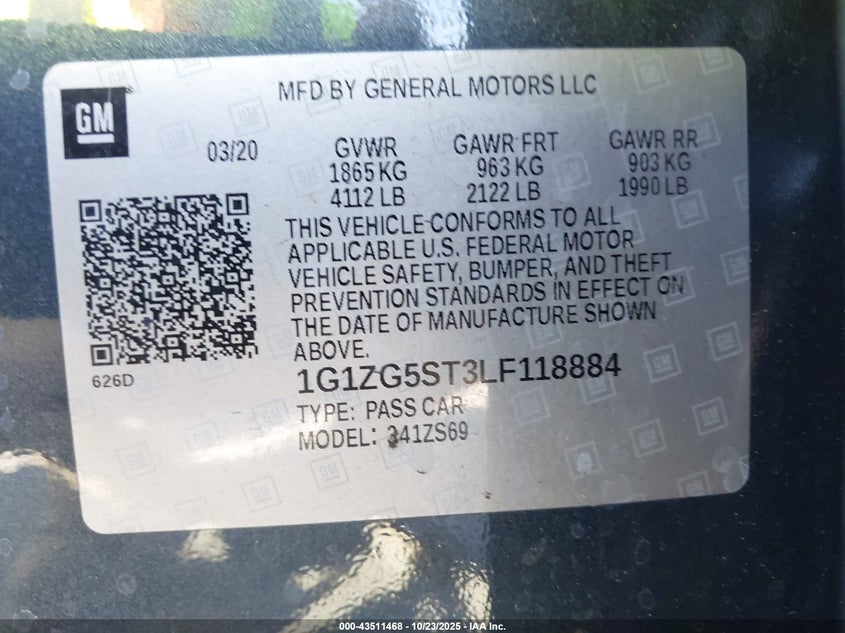 MFD BY GENERAL MOTORS LLC
GM
03/20
GVWR
1865 KG
4112 LB
GAWR FRT
963 KG
2122 LB
GAWR RR
903 KG
1990 LB
THIS VEHICLE CONFORMS TO ALL
APPLICABLE U.S. FEDERAL MOTOR
VEHICLE SAFETY, BUMPER, AND THEFT
PREVENTION STANDARDS IN EFFECT ON
THE DATE OF MANUFACTURE SHOWN
ABOVE.
626D
1G1ZG5ST3LF118884
TYPE: PASS CAR
MODEL: 341ZS69
000-43511468 - 10/23/2025 - IAA Inc.